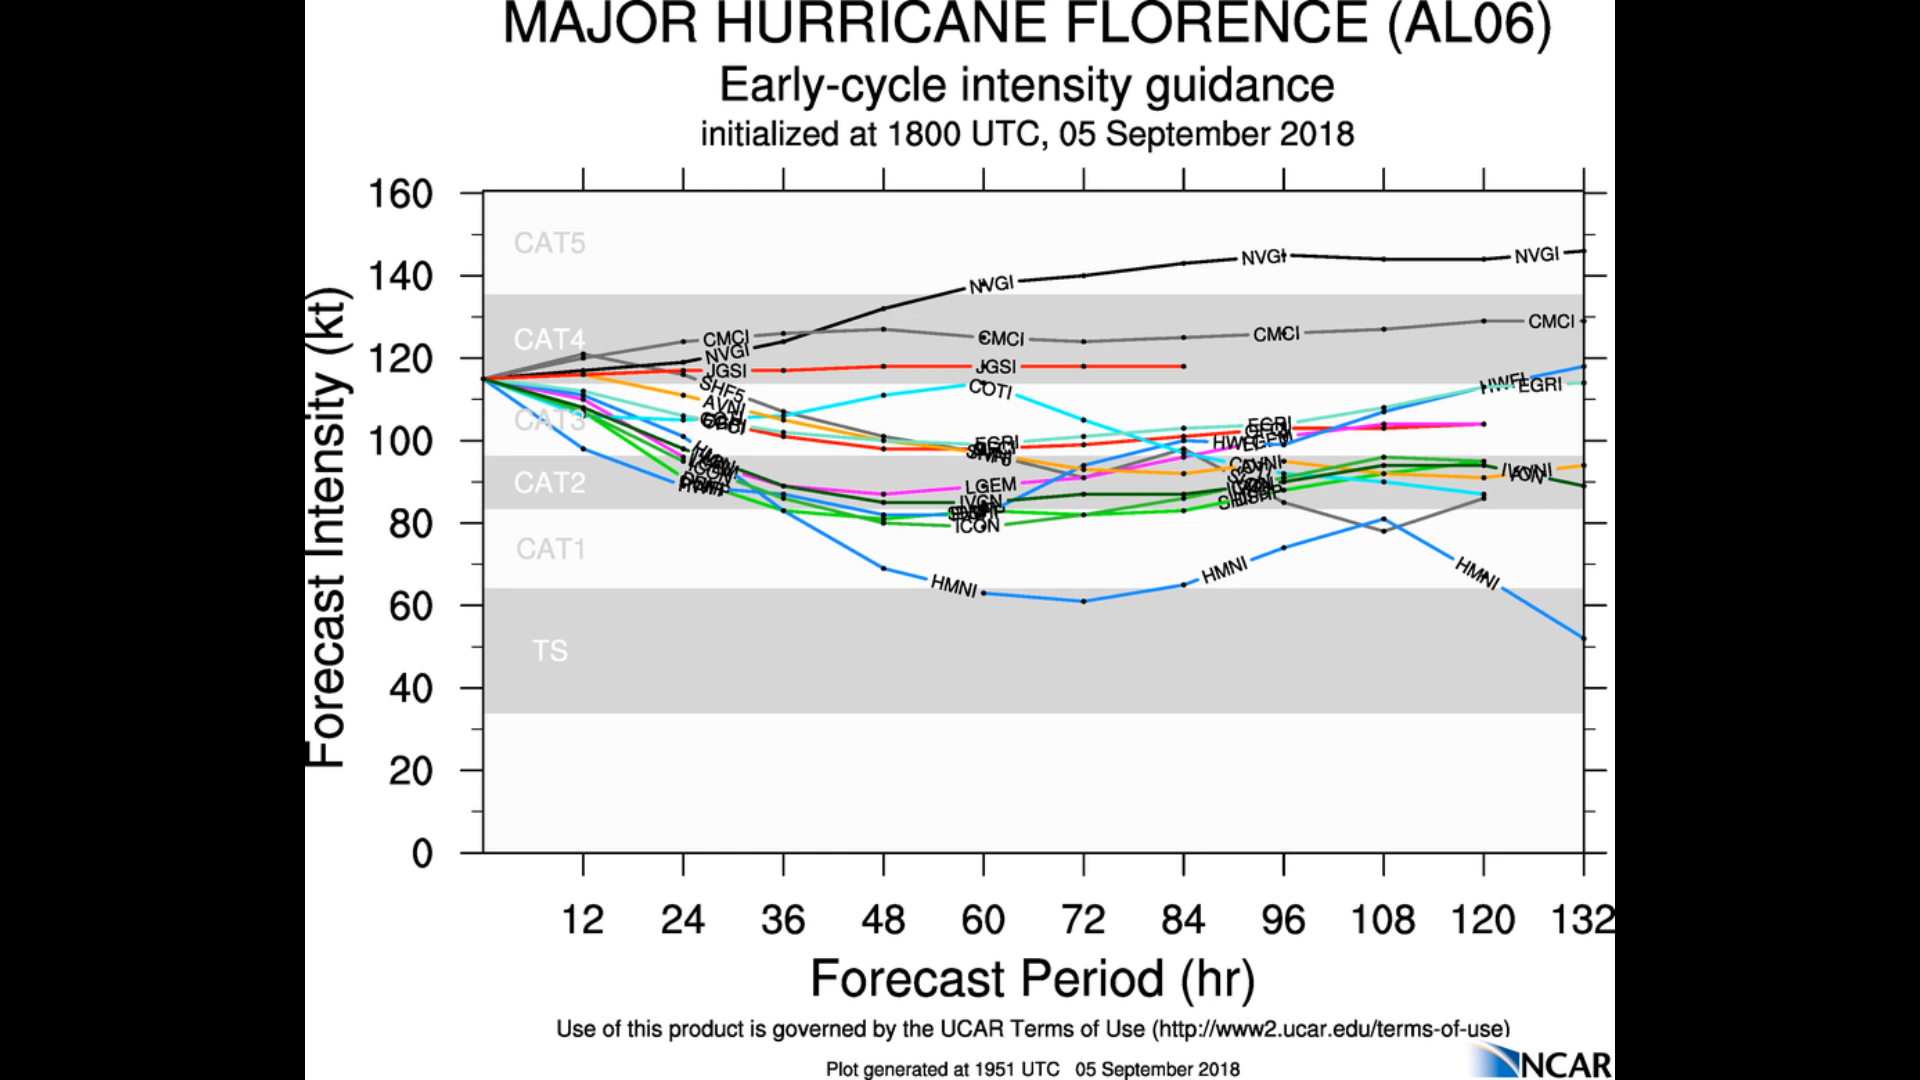 MAJOR HURRICANE FLORENCE (AL06)
Early-cycle intensity guidance
initialized at 1800 UTC, 05 September 2018
Forecast Intensity (kt)
160
140
120
100
80
60
40
20
0
CAT5
CAT4
CAT3
CAT2
CAT1
TS
NVGI
NVGI
NVGI
NVGI
CMCI
CMCI
CMCI
CMCI
JGSI
JGSI
SHF5
AVNI
COTI
EGRI
EGRI
EGRI
HWFI
LGEM
IVCN
ICON
HMNI
HMNI
HMNI
12 24 36 48 60 72 84 96 108 120 132
Forecast Period (hr)
Use of this product is governed by the UCAR Terms of Use (http://www2.ucar.edu/terms-of-use)
Plot generated at 1951 UTC 05 September 2018
NCAR